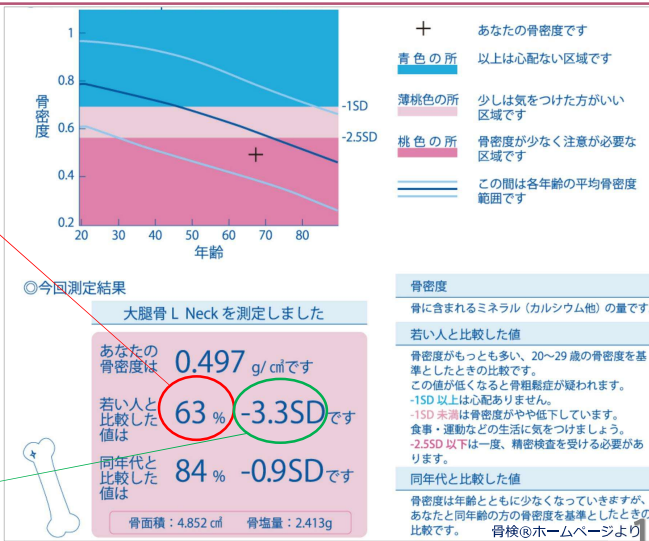 1
0.8
0.6
0.4
0.2
骨密度
-1SD
-2.5SD
20 30 40 50 60 70 80
年齢
あなたの骨密度です
青色の所 以上は心配ない区域です
薄桃色の所 少しは気をつけた方がいい
区域です
桃色の所 骨密度が少なく注意が必要な
区域です
この間は各年齢の平均骨密度
範囲です
◎今回測定結果
大腿骨 L Neck を測定しました
あなたの
骨密度は 0.497 g/㎠です
若い人と
比較した
値は 63 % -3.3SDです
同年代と
比較した
値は 84 % -0.9SDです
骨面積：4.852 ㎠ 骨塩量：2.413g
骨密度
骨に含まれるミネラル（カルシウム他）の量です
若い人と比較した値
骨密度がもっとも多い、20～29 歳の骨密度を基
準としたときの比較です。
この値が低くなると骨粗鬆症が疑われます。
-1SD 以上は心配ありません。
-1SD 未満は骨密度がやや低下しています。
食事・運動などの生活に気をつけましょう。
-2.5SD 以下は一度、精密検査を受ける必要があ
ります。
同年代と比較した値
骨密度は年齢とともに少なくなっていきますが、
あなたと同年齢の方の骨密度を基準としたときの
比較です。
骨検®ホームページより
1